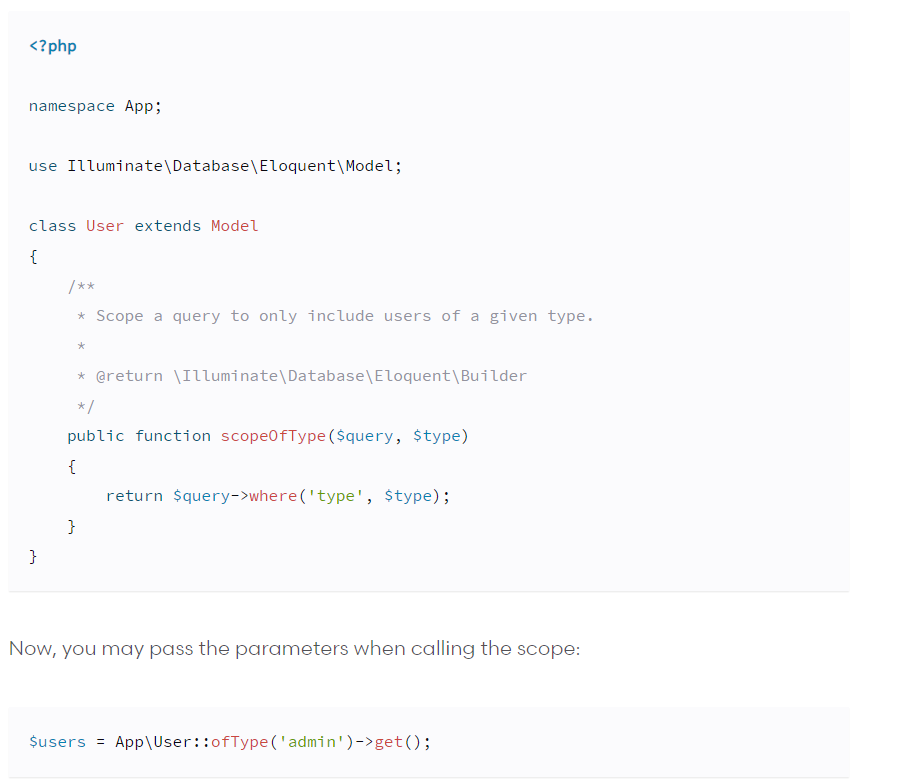 <?php
namespace App;
use Illuminate\Database\Eloquent\Model;
class User extends Model
{
    /**
     * Scope a query to only include users of a given type.
     *
     * @return \Illuminate\Database\Eloquent\Builder
     */
    public function scopeOfType($query, $type)
    {
        return $query->where('type', $type);
    }
}
Now, you may pass the parameters when calling the scope:
$users = App\User::ofType('admin')->get();